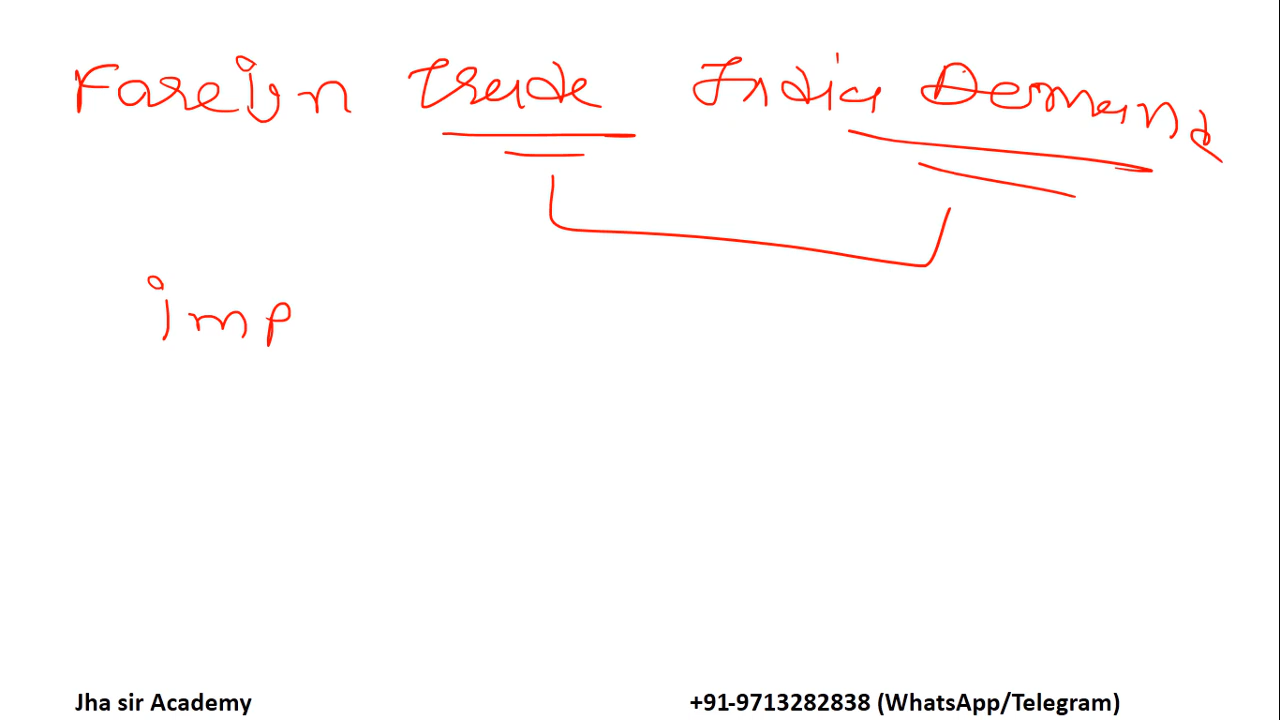 Foreign trade India Demand
imp
Jha sir Academy +91-9713282838 (WhatsApp/Telegram)